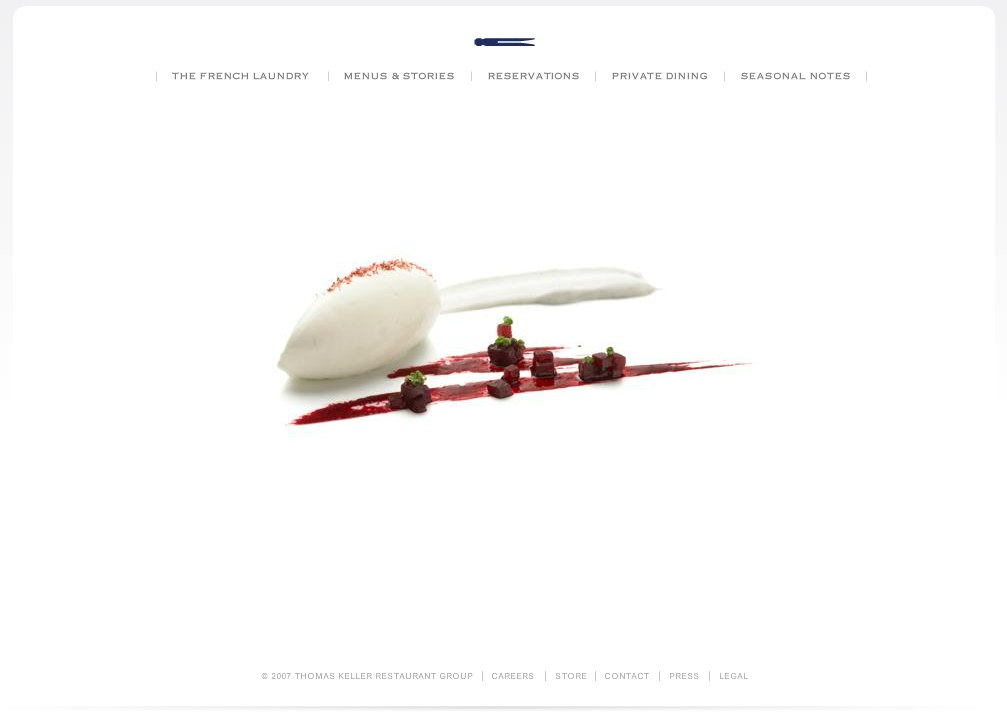 THE FRENCH LAUNDRY | MENUS & STORIES | RESERVATIONS | PRIVATE DINING | SEASONAL NOTES
© 2007 THOMAS KELLER RESTAURANT GROUP | CAREERS | STORE | CONTACT | PRESS | LEGAL